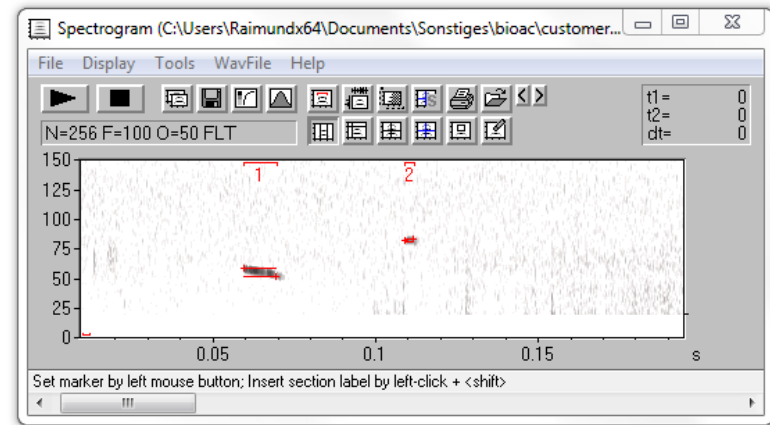 Spectrogram (C:\Users\Raimundx64\Documents\Sonstiges\bioac\customer...
File Display Tools WavFile Help
t1= 0
t2= 0
dt= 0
N=256 F=100 O=50 FLT
S
150
125
100
75
50
25
0
1
2
0.05 0.1 0.15 s
Set marker by left mouse button; Insert section label by left-click + <shift>